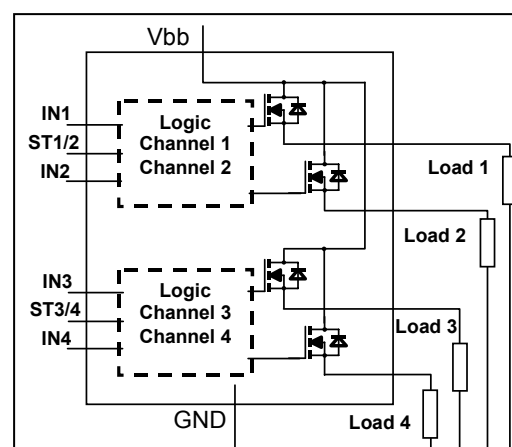 Vbb
IN1
ST1/2
IN2
Logic
Channel 1
Channel 2
Load 1
Load 2
IN3
ST3/4
IN4
Logic
Channel 3
Channel 4
Load 3
Load 4
GND